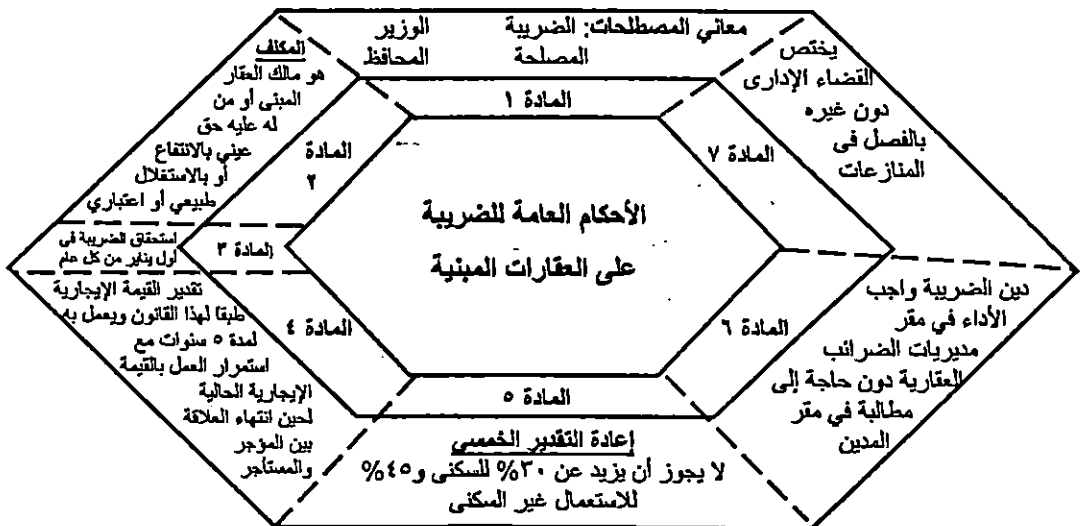 الأحكام العامة للضريبة
على العقارات المبنية
المادة ١
معاني المصطلحات: الضريبة الوزير
المصلحة المحافظ
المادة ٢
المكلف
هو مالك العقار
المبنى أو من
له عليه حق
عيني بالانتفاع
أو بالاستغلال
طبيعي أو اعتباري
المادة ٣
استحقاق الضريبة فى
أول يناير من كل عام
المادة ٤
تقدير القيمة الإيجارية
طبقا لهذا القانون ويعمل به
لمدة ٥ سنوات مع
استمرار العمل بالقيمة
الإيجارية الحالية
لحين انتهاء العلاقة
بين المؤجر
والمستأجر
المادة ٥
إعادة التقدير الخمسي
لا يجوز أن يزيد عن ٣٠% للسكنى و٤٥%
للاستعمال غير السكنى
المادة ٦
دين الضريبة واجب
الأداء في مقر
مديريات الضرائب
العقارية دون حاجة إلى
مطالبة في مقر
المدين
المادة ٧
يختص
القضاء الإدارى
دون غيره
بالفصل فى
المنازعات